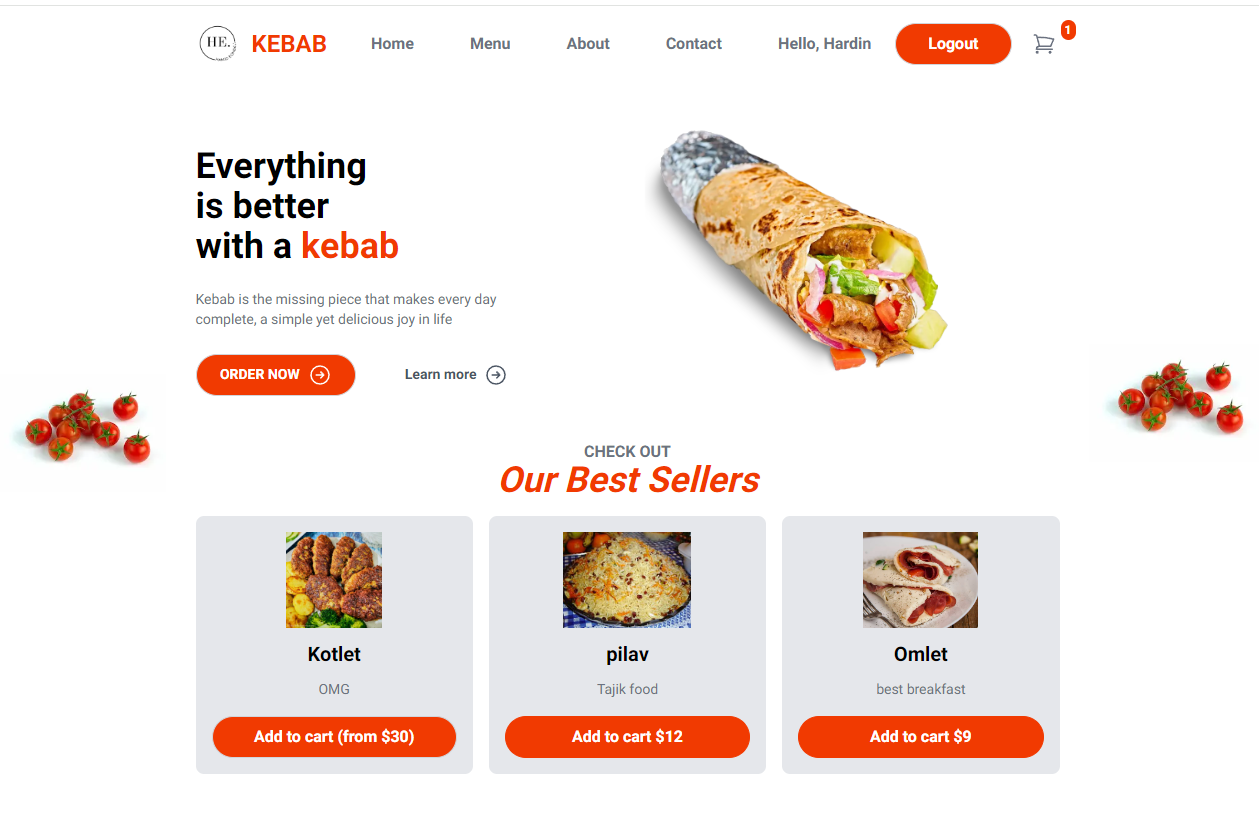 HE.
KEBAB
Home
Menu
About
Contact
Hello, Hardin
Logout
1
Everything
is better
with a kebab
Kebab is the missing piece that makes every day
complete, a simple yet delicious joy in life
ORDER NOW
Learn more
CHECK OUT
Our Best Sellers
Kotlet
OMG
Add to cart (from $30)
pilav
Tajik food
Add to cart $12
Omlet
best breakfast
Add to cart $9